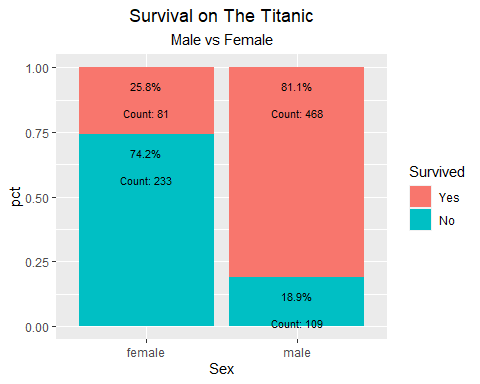 Survival on The Titanic
Male vs Female
1.00
0.75
0.50
0.25
0.00
pct
25.8%
Count: 81
74.2%
Count: 233
81.1%
Count: 468
18.9%
Count: 109
female
male
Sex
Survived
Yes
No